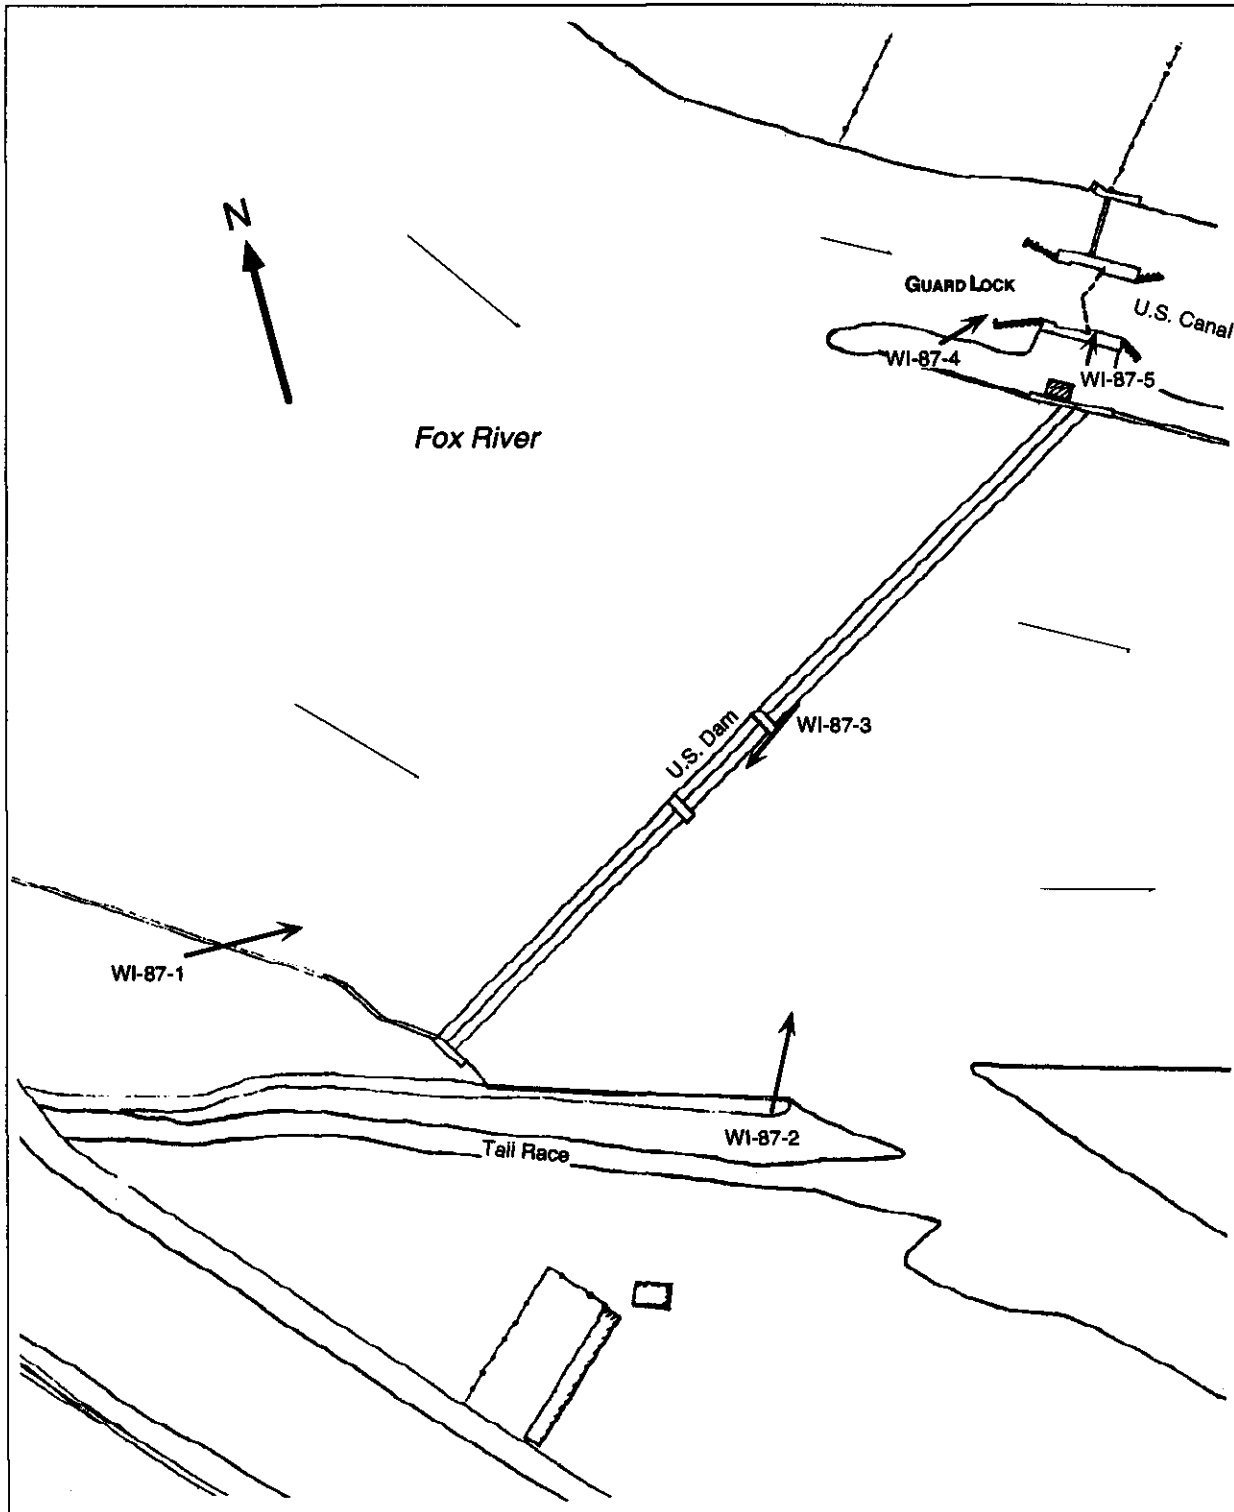 N
GUARD LOCK
U.S. Canal
WI-87-4
WI-87-5
Fox River
U.S. Dam
WI-87-3
WI-87-1
WI-87-2
Tail Race